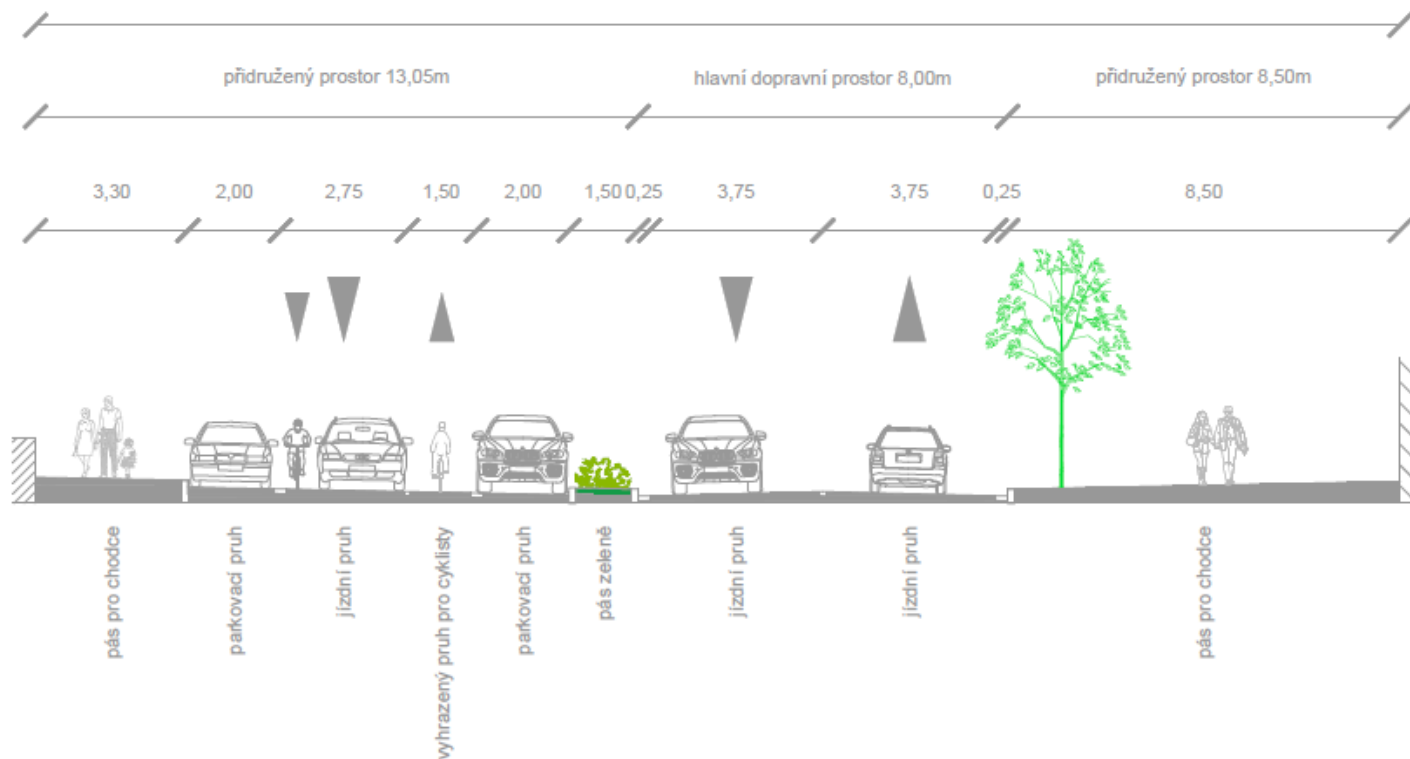 přidružený prostor 13,05m
hlavní dopravní prostor 8,00m
přidružený prostor 8,50m
3,30
2,00
2,75
1,50
2,00
1,50
0,25
3,75
3,75
0,25
8,50
pás pro chodce
parkovací pruh
jízdní pruh
vyhrazený pruh pro cyklisty
parkovací pruh
pás zeleně
jízdní pruh
jízdní pruh
pás pro chodce